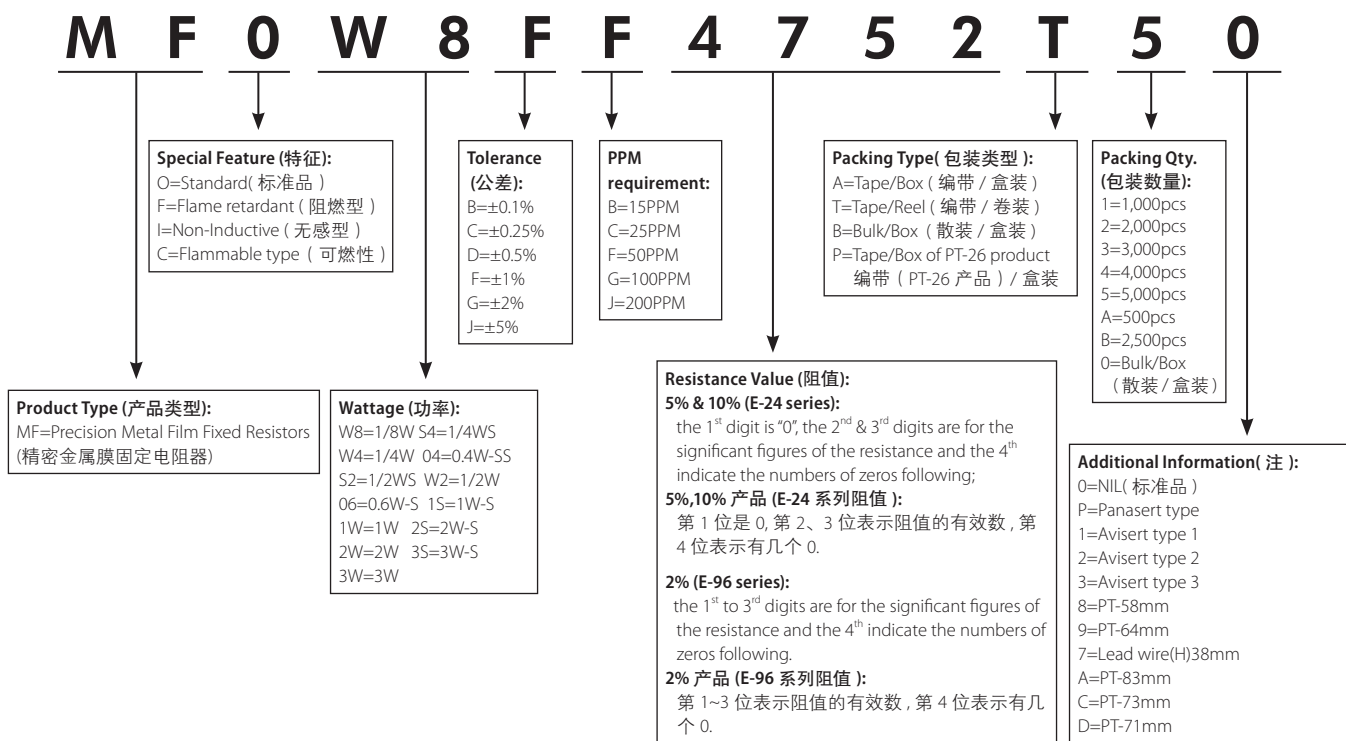 M F 0 W 8 F F 4 7 5 2 T 5 0
Special Feature (特征):
O=Standard( 标准品 )
F=Flame retardant ( 阻燃型 )
I=Non-Inductive ( 无感型 )
C=Flammable type ( 可燃性 )
Tolerance
(公差):
B=±0.1%
C=±0.25%
D=±0.5%
F=±1%
G=±2%
J=±5%
PPM
requirement:
B=15PPM
C=25PPM
F=50PPM
G=100PPM
J=200PPM
Packing Type( 包装类型 ):
A=Tape/Box ( 编带 / 盒装 )
T=Tape/Reel ( 编带 / 卷装 )
B=Bulk/Box ( 散装 / 盒装 )
P=Tape/Box of PT-26 product
编带 ( PT-26 产品 ) / 盒装
Packing Qty.
(包装数量):
1=1,000pcs
2=2,000pcs
3=3,000pcs
4=4,000pcs
5=5,000pcs
A=500pcs
B=2,500pcs
0=Bulk/Box
( 散装 / 盒装 )
Product Type (产品类型):
MF=Precision Metal Film Fixed Resistors
(精密金属膜固定电阻器)
Wattage (功率):
W8=1/8W S4=1/4WS
W4=1/4W 04=0.4W-SS
S2=1/2WS W2=1/2W
06=0.6W-S 1S=1W-S
1W=1W 2S=2W-S
2W=2W 3S=3W-S
3W=3W
Resistance Value (阻值):
5% & 10% (E-24 series):
the 1st digit is "0", the 2nd & 3rd digits are for the
significant figures of the resistance and the 4th
indicate the numbers of zeros following;
5%,10% 产品 (E-24 系列阻值 ):
第 1 位是 0, 第 2、3 位表示阻值的有效数 , 第
4 位表示有几个 0.
2% (E-96 series):
the 1st to 3rd digits are for the significant figures of
the resistance and the 4th indicate the numbers of
zeros following.
2% 产品 (E-96 系列阻值 ):
第 1~3 位表示阻值的有效数 , 第 4 位表示有几
个 0.
Additional Information( 注 ):
0=NIL( 标准品 )
P=Panasert type
1=Avisert type 1
2=Avisert type 2
3=Avisert type 3
8=PT-58mm
9=PT-64mm
7=Lead wire(H)38mm
A=PT-83mm
C=PT-73mm
D=PT-71mm